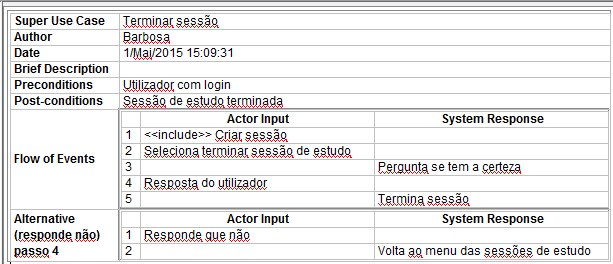 Super Use Case Terminar sessão
Author Barbosa
Date 1/Mai/2015 15:09:31
Brief Description
Preconditions Utilizador com login
Post-conditions Sessão de estudo terminada
Flow of Events
Actor Input System Response
1 <<include>> Criar sessão
2 Seleciona terminar sessão de estudo
3 Pergunta se tem a certeza
4 Resposta do utilizador
5 Termina sessão
Alternative
(responde não)
passo 4
Actor Input System Response
1 Responde que não
2 Volta ao menu das sessões de estudo